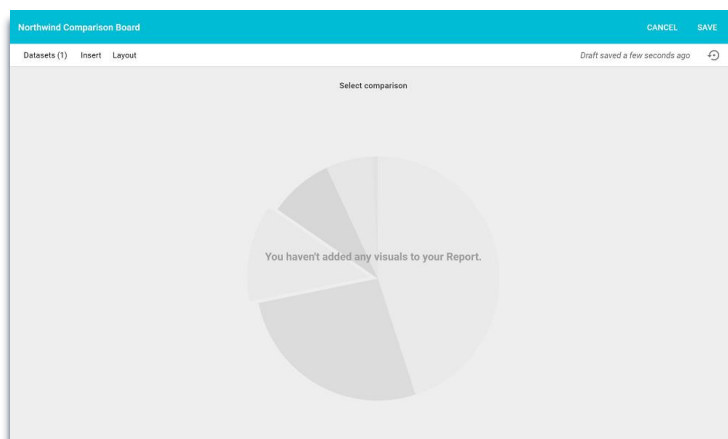 Northwind Comparison Board CANCEL SAVE
Datasets (1) Insert Layout Draft saved a few seconds ago
Select comparison
You haven't added any visuals to your Report.